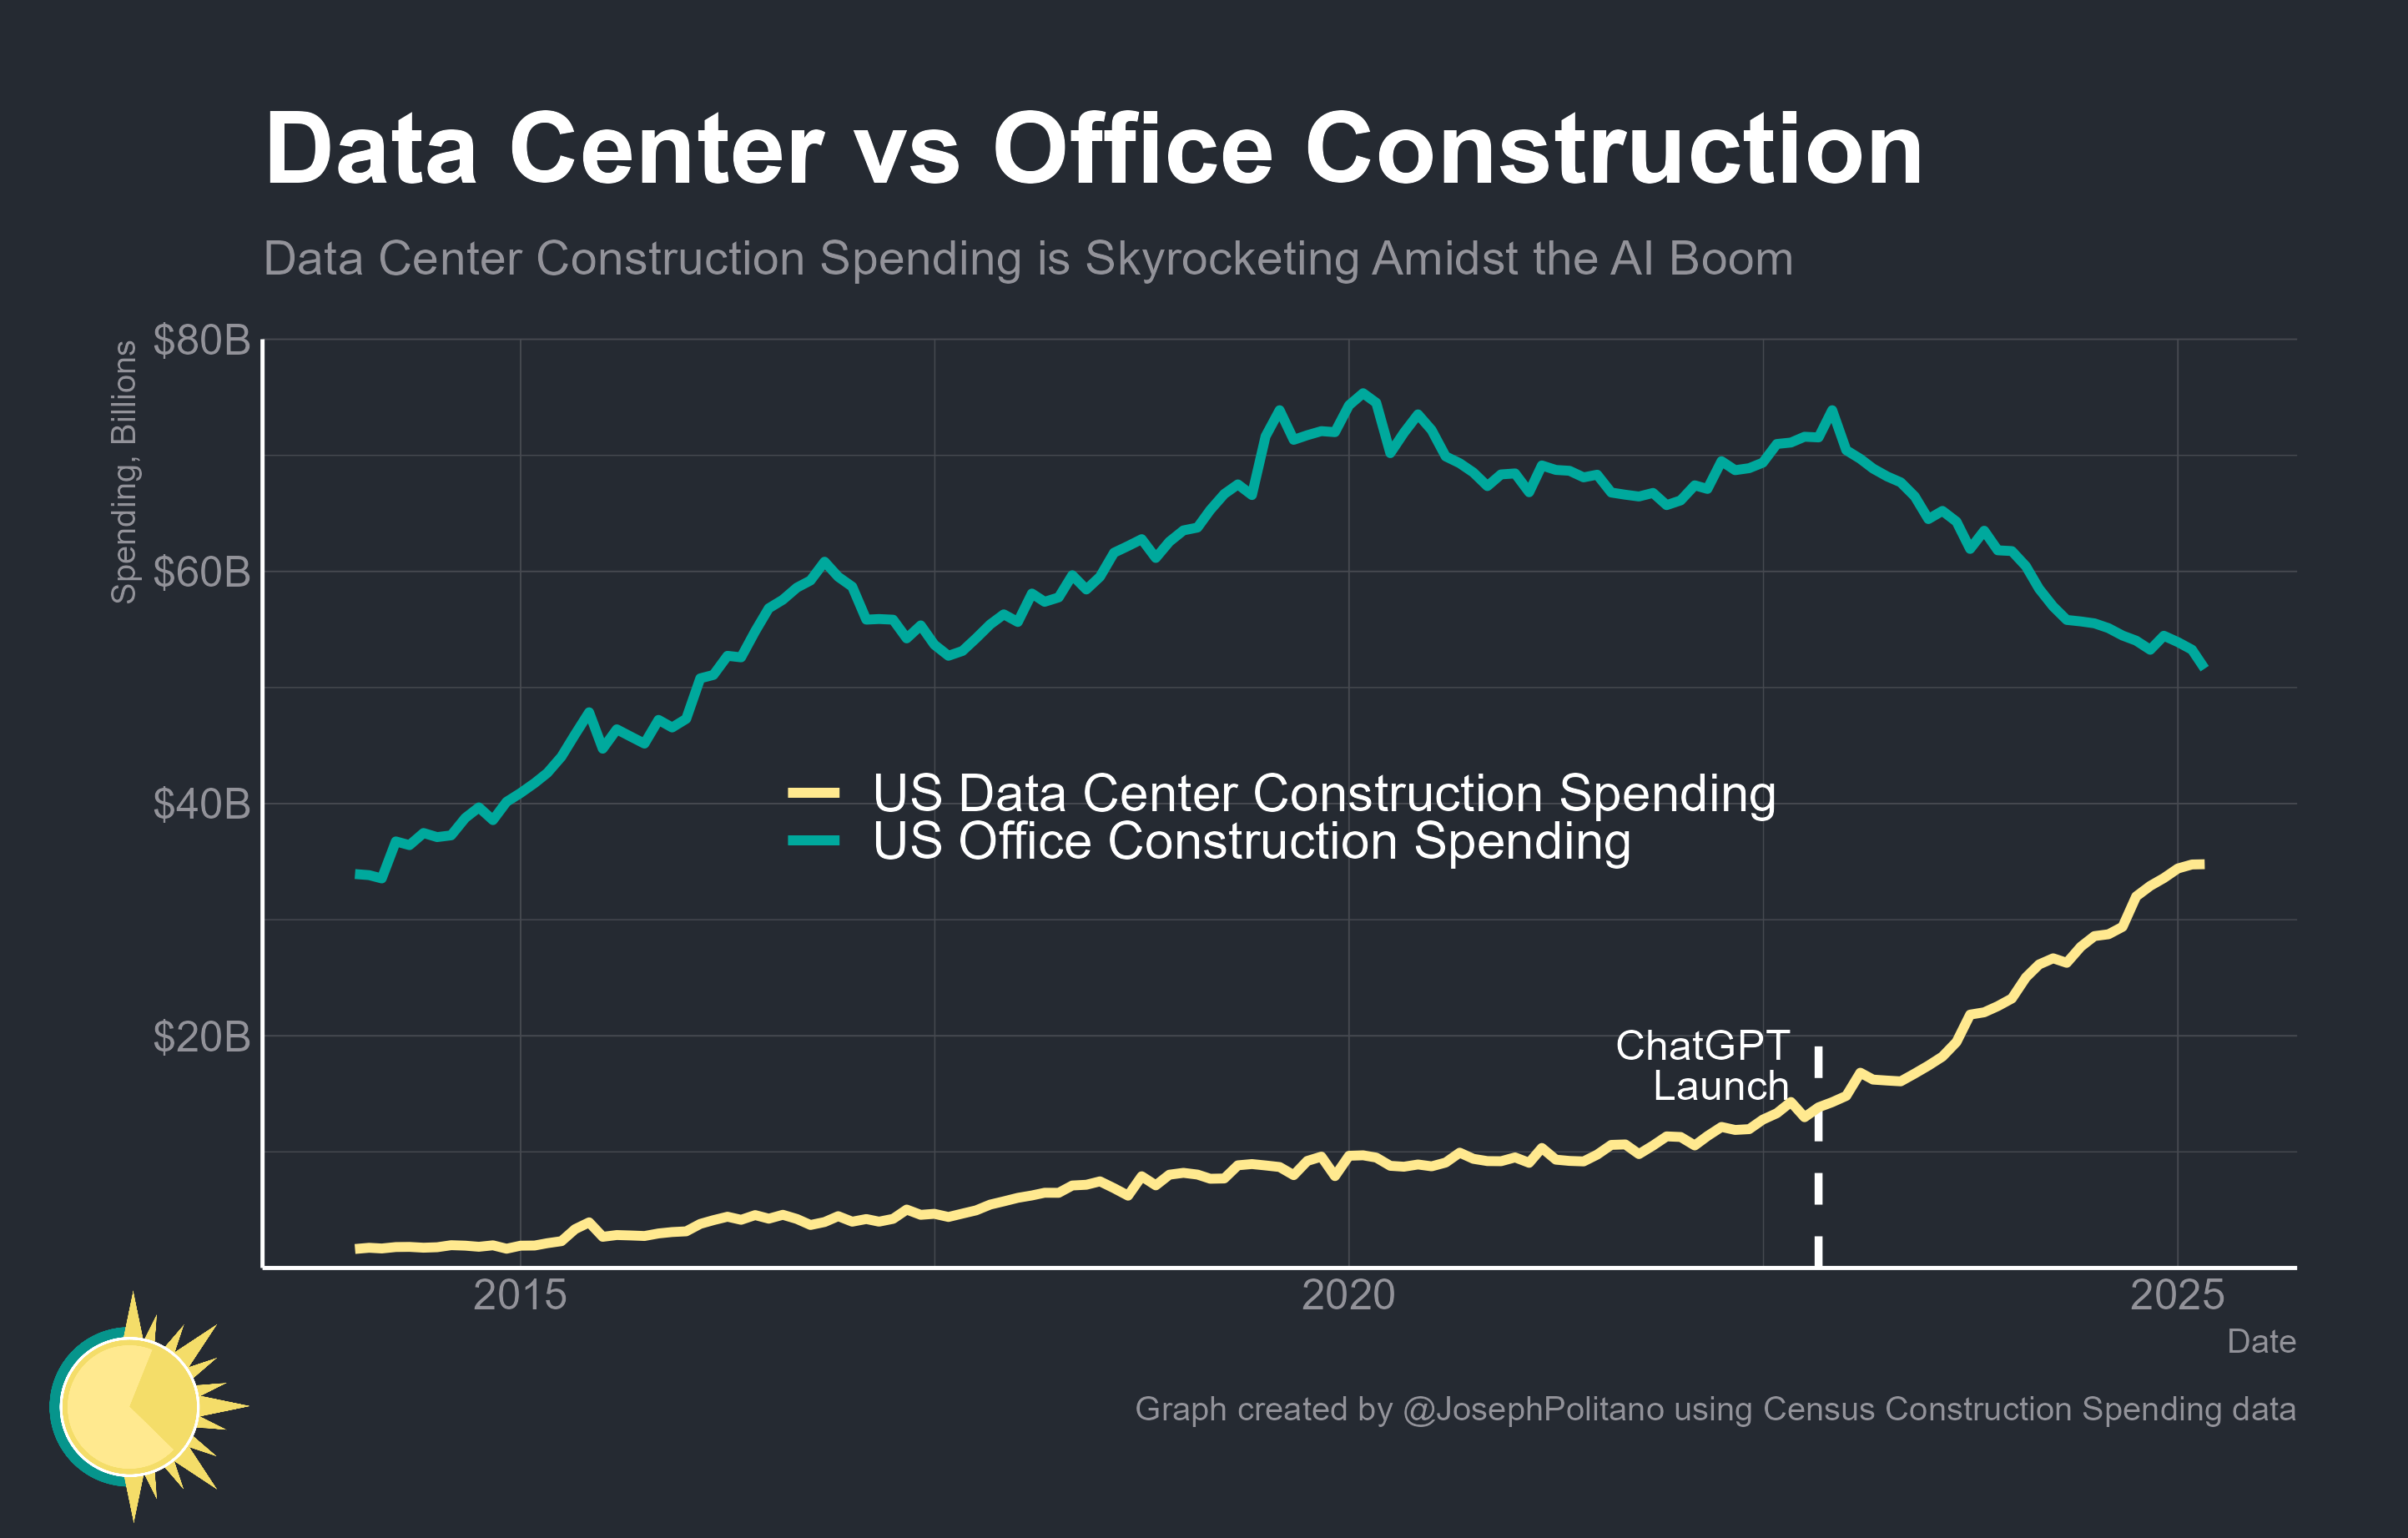 Data Center vs Office Construction
Data Center Construction Spending is Skyrocketing Amidst the AI Boom
Spending, Billions
$80B
$60B
$40B
$20B
US Data Center Construction Spending
US Office Construction Spending
ChatGPT
Launch
2015
2020
2025
Date
Graph created by @JosephPolitano using Census Construction Spending data